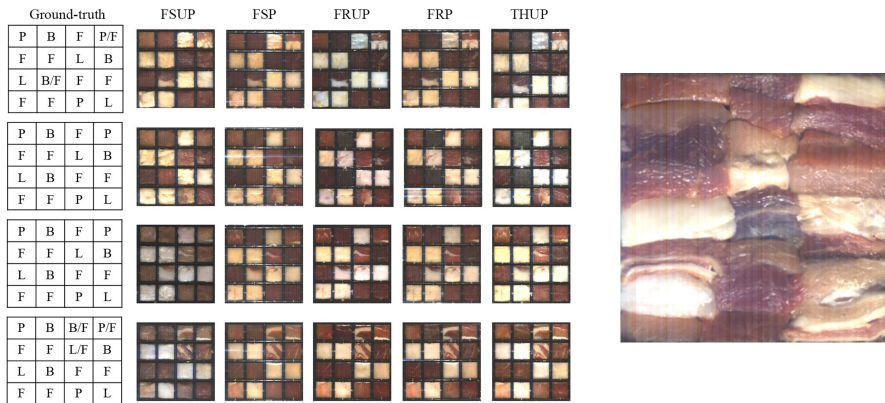 Ground-truth FSUP FSP FRUP FRP THUP
P B F P/F
F F L B
L B/F F F
F F P L
P B F P
F F L B
L B F F
F F P L
P B F P
F F L B
L B F F
F F P L
P B B/F P/F
F F L/F B
L B F F
F F P L